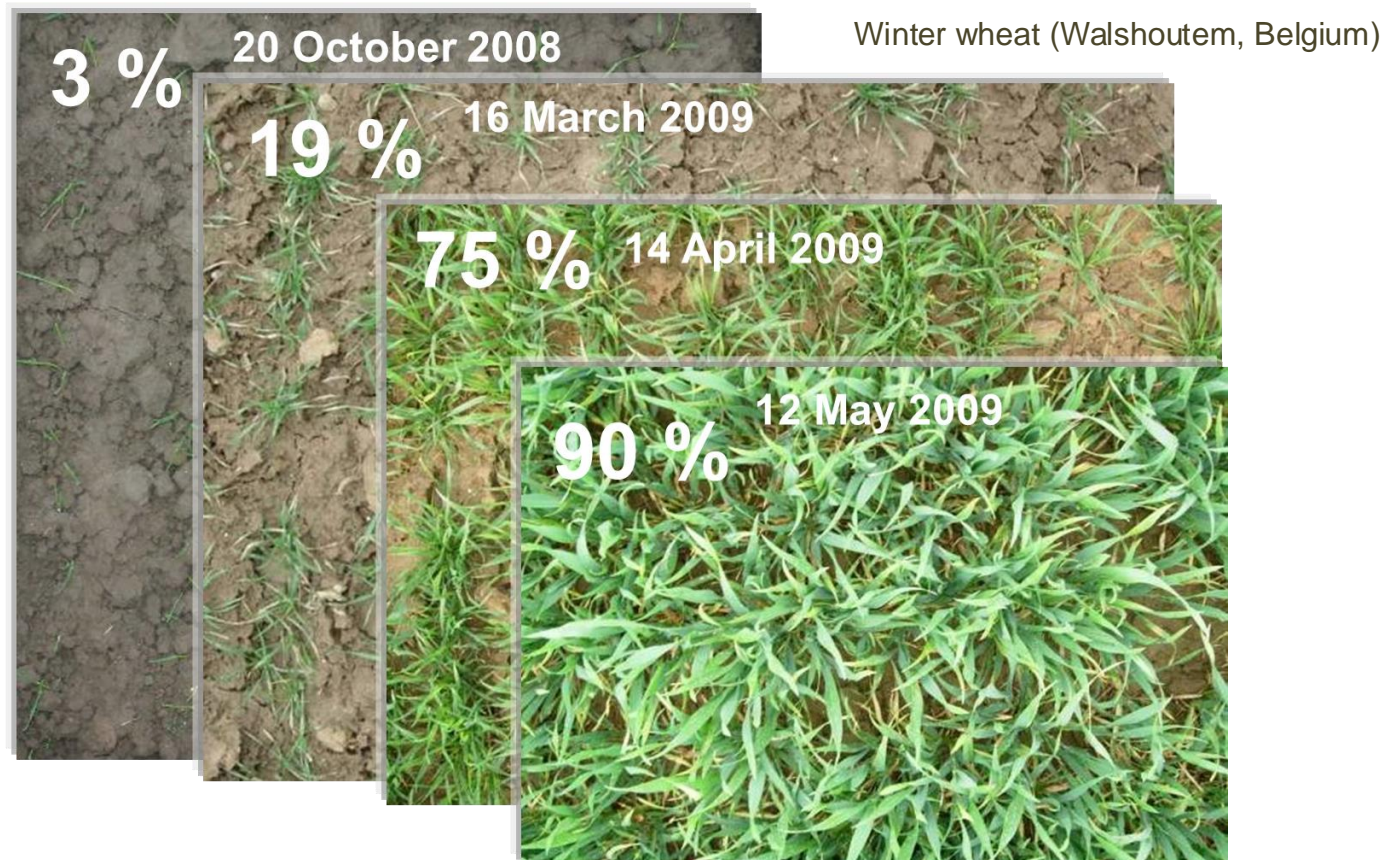 Winter wheat (Walshoutem, Belgium)
3 %
20 October 2008
19 %
16 March 2009
75 %
14 April 2009
90 %
12 May 2009